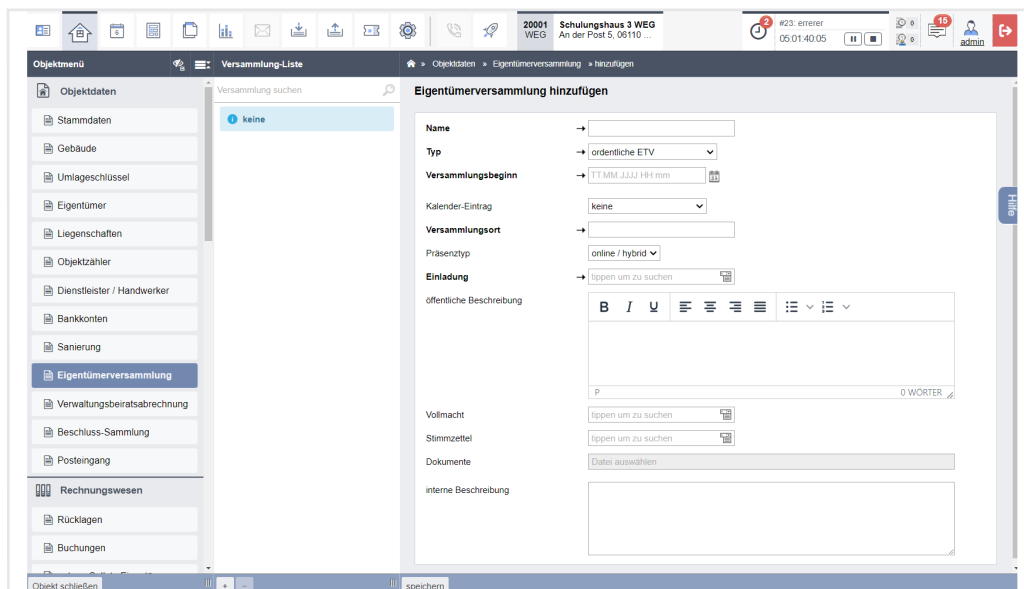 6
20001
WEG
Schulungshaus 3 WEG
An der Post 5, 06110 ...
2
#23: errerer
05:01:40:05
0
0
15
admin
Objektmenü
Versammlung-Liste
» Objektdaten » Eigentümerversammlung » hinzufügen
Objektdaten
Stammdaten
Gebäude
Umlageschlüssel
Eigentümer
Liegenschaften
Objektzähler
Dienstleister / Handwerker
Bankkonten
Sanierung
Eigentümerversammlung
Verwaltungsbeiratsabrechnung
Beschluss-Sammlung
Posteingang
Rechnungswesen
Rücklagen
Buchungen
Objekt schließen
Versammlung suchen
keine
+ −
Eigentümerversammlung hinzufügen
Name
Typ
ordentliche ETV
Versammlungsbeginn
TT.MM.JJJJ HH:mm
Kalender-Eintrag
keine
Versammlungsort
Präsenztyp
online / hybrid
Einladung
tippen um zu suchen
öffentliche Beschreibung
B I U
P
0 WÖRTER
Vollmacht
tippen um zu suchen
Stimmzettel
tippen um zu suchen
Dokumente
Datei auswählen
interne Beschreibung
speichern
Hilfe